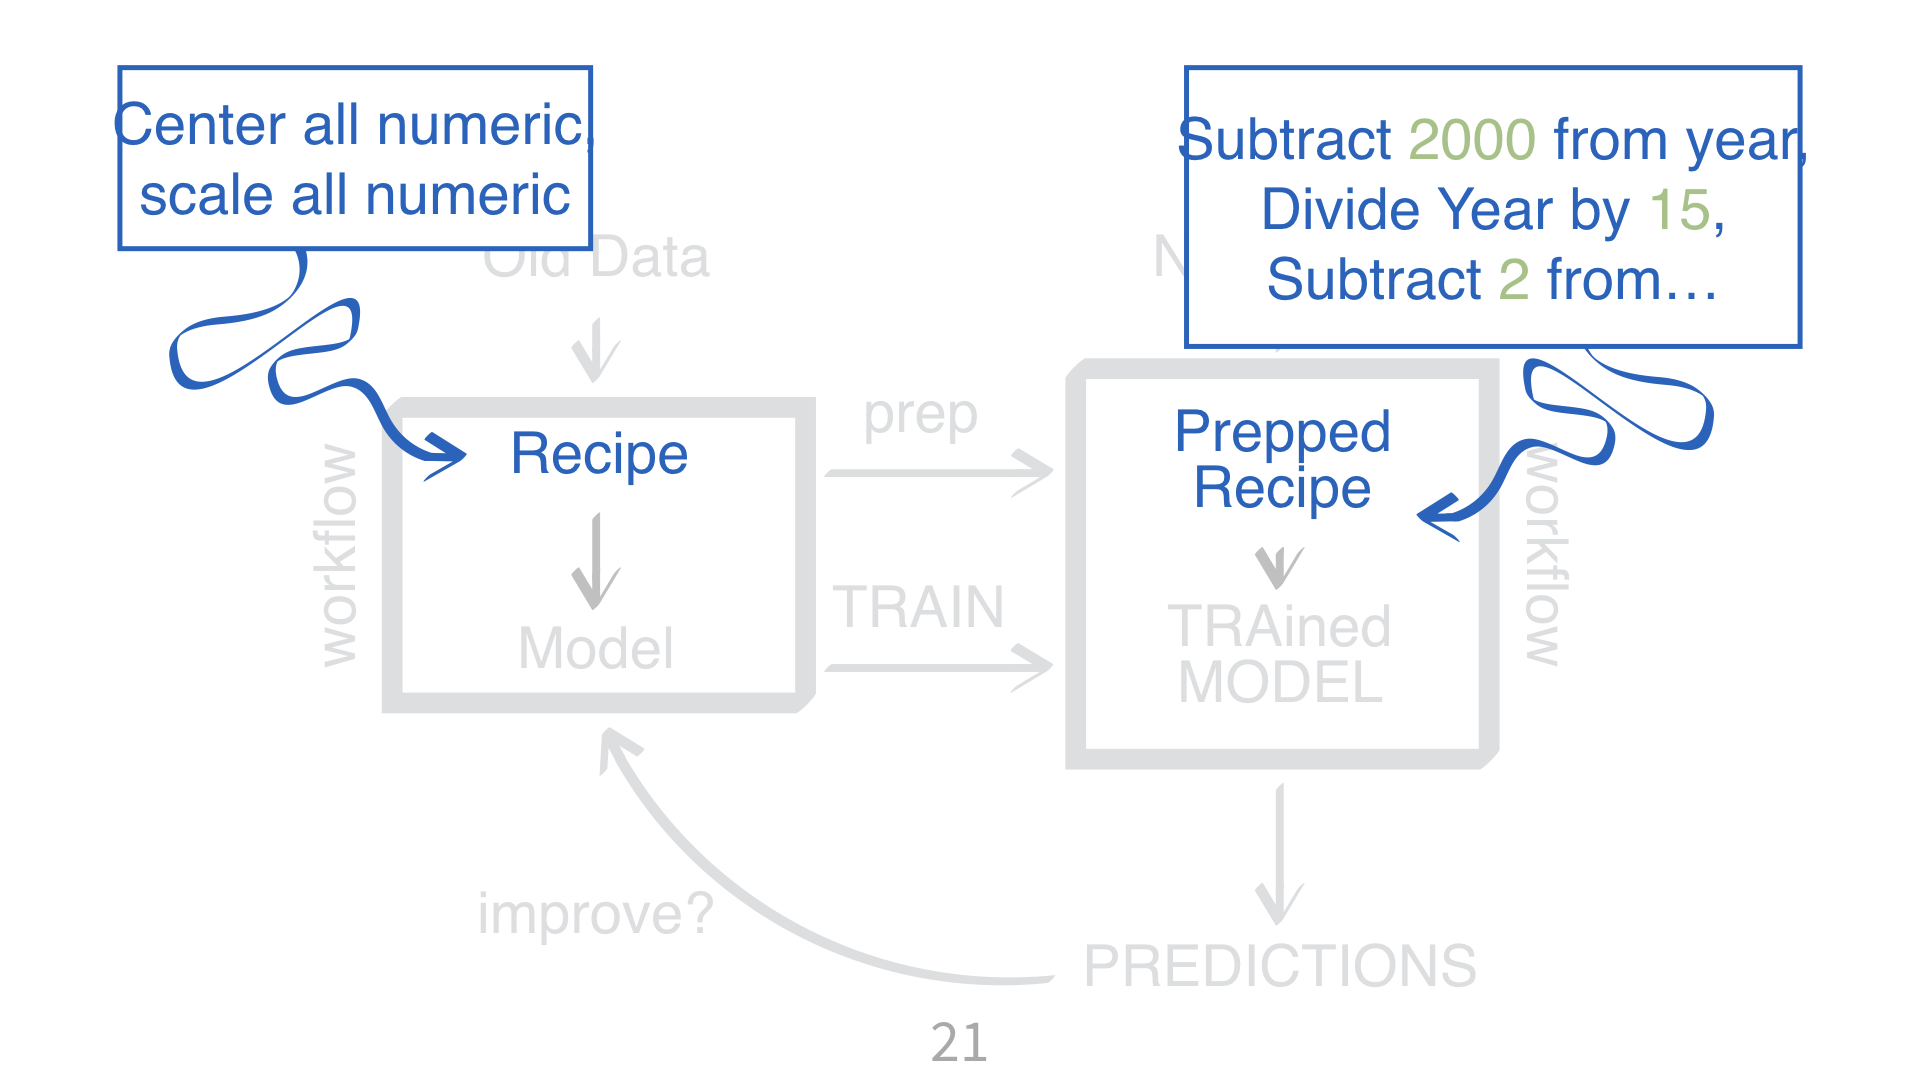 Center all numeric,
scale all numeric
Subtract 2000 from year,
Divide Year by 15,
Subtract 2 from…
Old Data
workflow
Recipe
Model
prep
TRAIN
Prepped
Recipe
TRAined
MODEL
workflow
improve?
PREDICTIONS
21